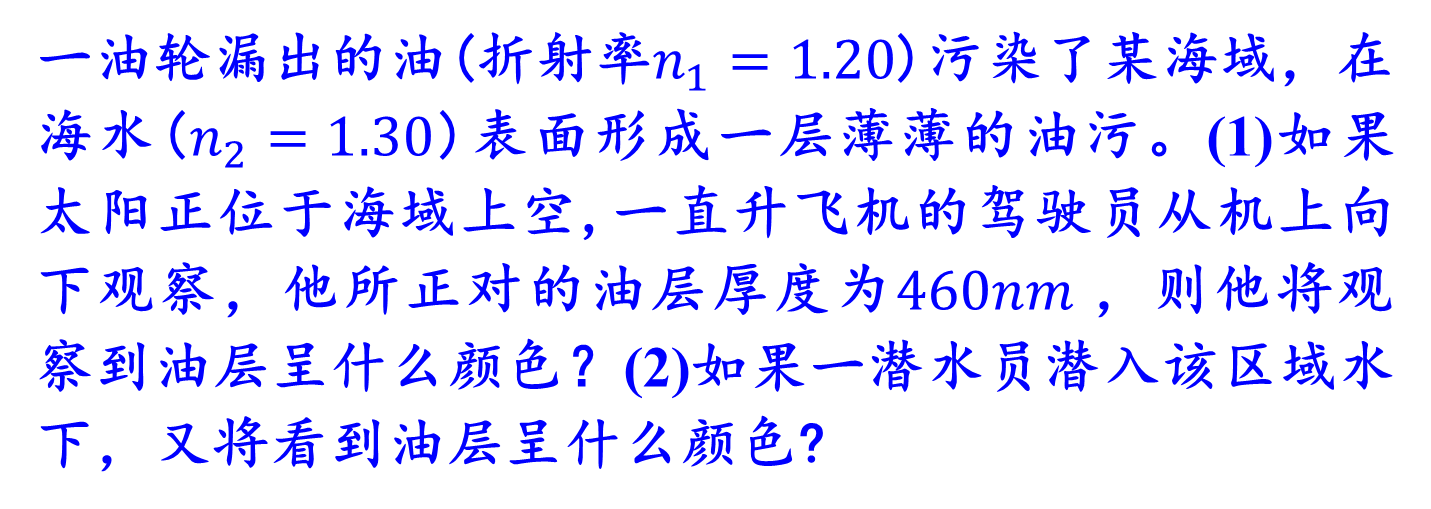 一油轮漏出的油(折射率n₁ = 1.20)污染了某海域，在
海水(n₂ = 1.30)表面形成一层薄薄的油污。(1)如果
太阳正位于海域上空,一直升飞机的驾驶员从机上向
下观察，他所正对的油层厚度为460nm，则他将观
察到油层呈什么颜色？(2)如果一潜水员潜入该区域水
下，又将看到油层呈什么颜色?